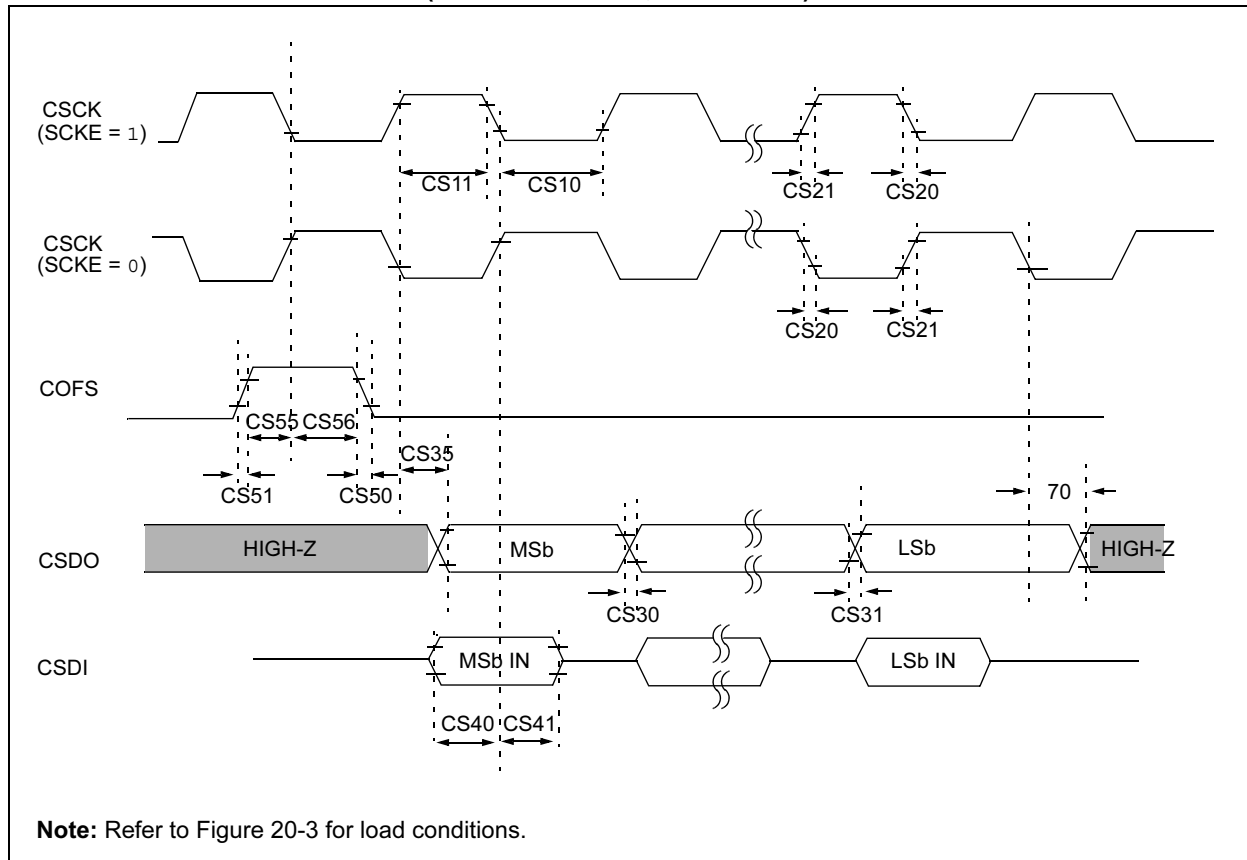 CSCK
(SCKE = 1)
CS11
CS10
CS21
CS20
CSCK
(SCKE = 0)
CS20
CS21
COFS
CS55
CS56
CS35
CS51
CS50
70
CSDO
HIGH-Z
MSb
LSb
HIGH-Z
CS30
CS31
CSDI
MSb IN
LSb IN
CS40
CS41
Note: Refer to Figure 20-3 for load conditions.